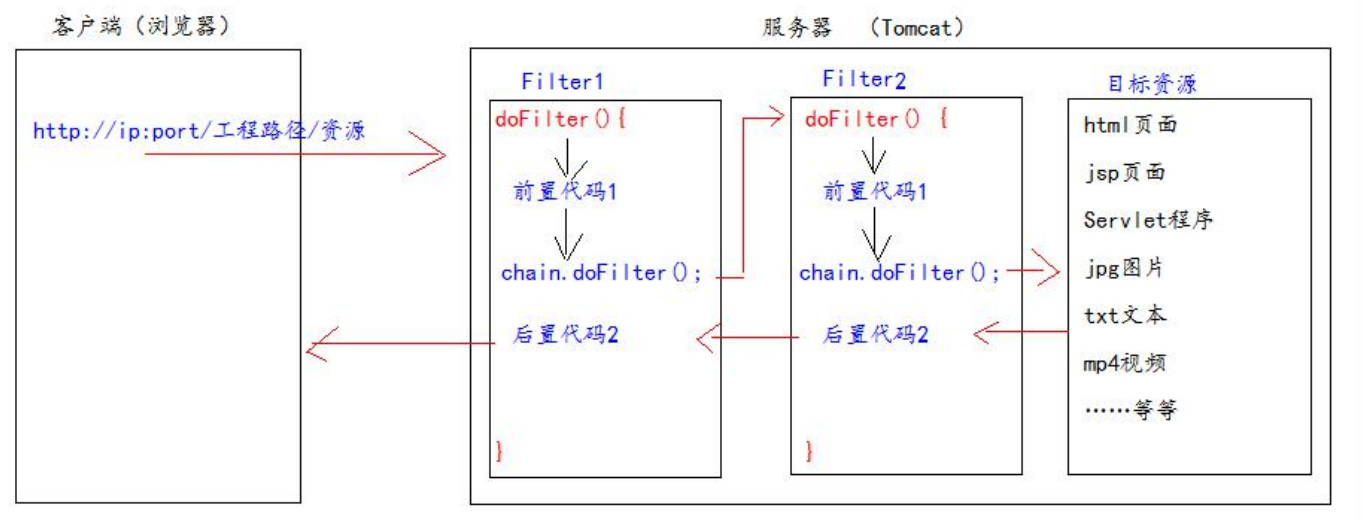 客户端（浏览器）
服务器 （Tomcat）
http://ip:port/工程路径/资源
Filter1
doFilter(){
前置代码1
chain.doFilter();
后置代码2
}
Filter2
doFilter() {
前置代码1
chain.doFilter();
后置代码2
}
目标资源
html页面
jsp页面
Servlet程序
jpg图片
txt文本
mp4视频
……等等